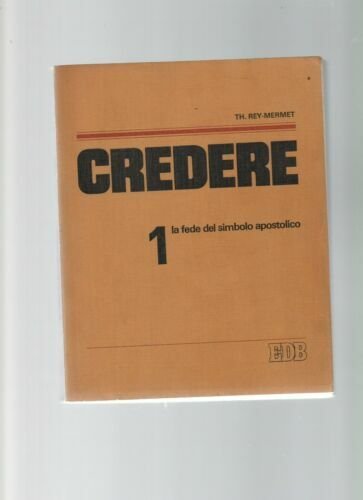 TH. REY-MERMET
CREDERE
1 la fede del simbolo apostolico
EDB